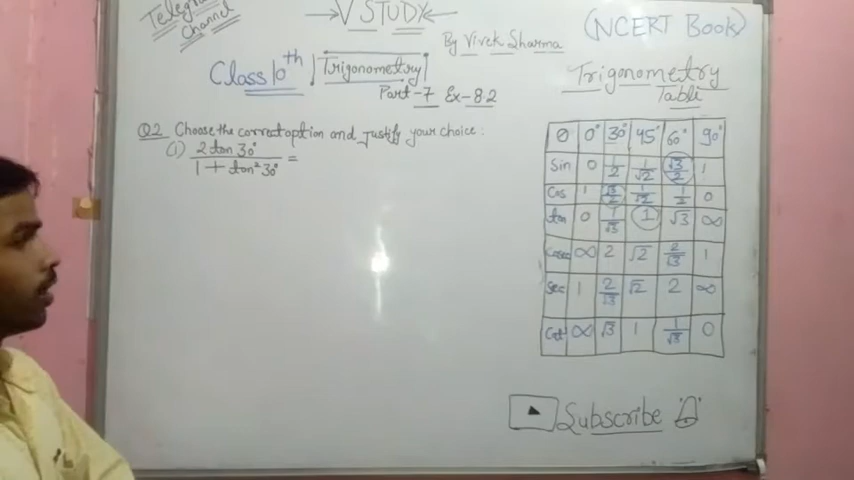 Telegram
Channel
V STUDY
By Vivek Sharma
(NCERT Book)
Class 10th
Trigonometry
Part-7 Ex-8.2
Trigonometry
Table
Q2 Choose the correct option and Justify your choice:
(i) 2 tan 30° / 1 + tan² 30° =
θ 0° 30° 45° 60° 90°
Sin 0 1/2 1/√2 √3/2 1
Cos 1 √3/2 1/√2 1/2 0
tan 0 1/√3 1 √3 ∞
Cosec ∞ 2 √2 2/√3 1
Sec 1 2/√3 √2 2 ∞
Cot ∞ √3 1 1/√3 0
Subscribe